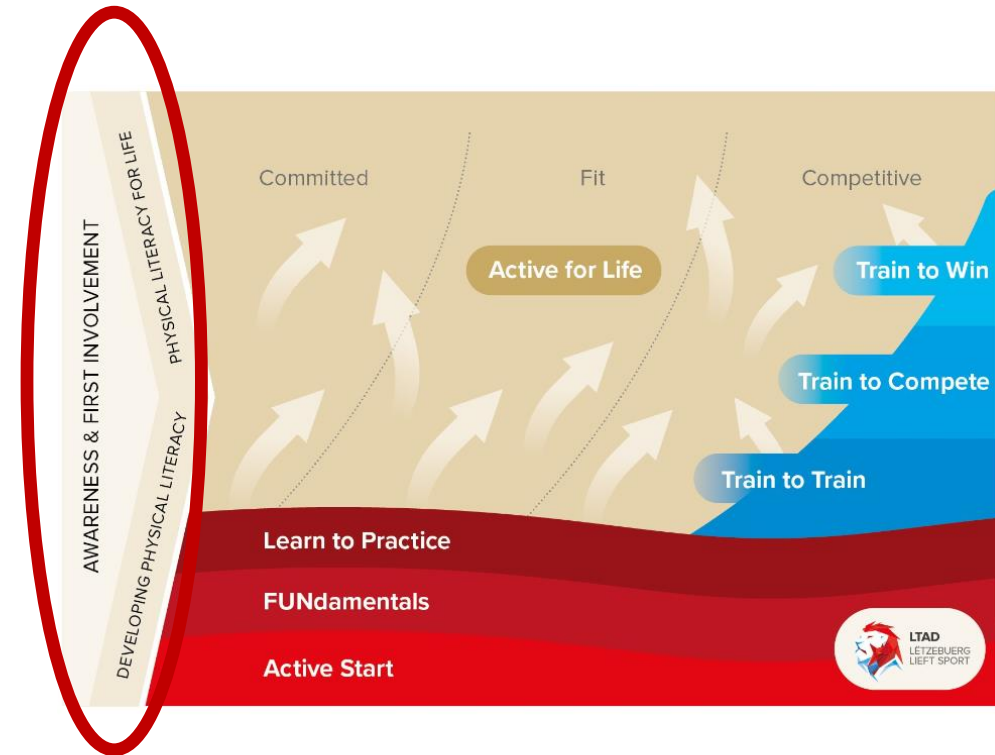 AWARENESS & FIRST INVOLVEMENT
PHYSICAL LITERACY FOR LIFE
DEVELOPING PHYSICAL LITERACY
Committed
Fit
Competitive
Active for Life
Train to Win
Train to Compete
Train to Train
Learn to Practice
FUNdamentals
Active Start
LTAD
LËTZEBUERG
LIEFT SPORT